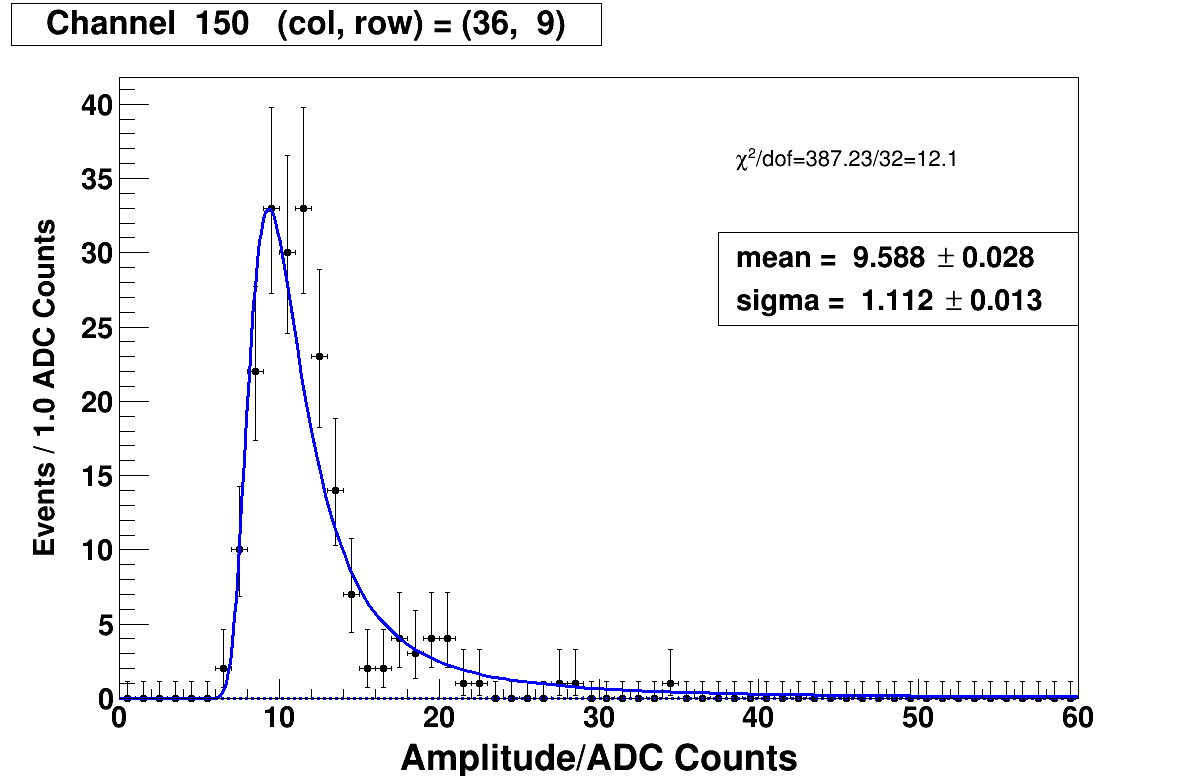 Channel 150 (col, row) = (36, 9)
χ²/dof=387.23/32=12.1
mean = 9.588 ± 0.028
sigma = 1.112 ± 0.013
Events / 1.0 ADC Counts
40
35
30
25
20
15
10
5
0
0 10 20 30 40 50 60
Amplitude/ADC Counts